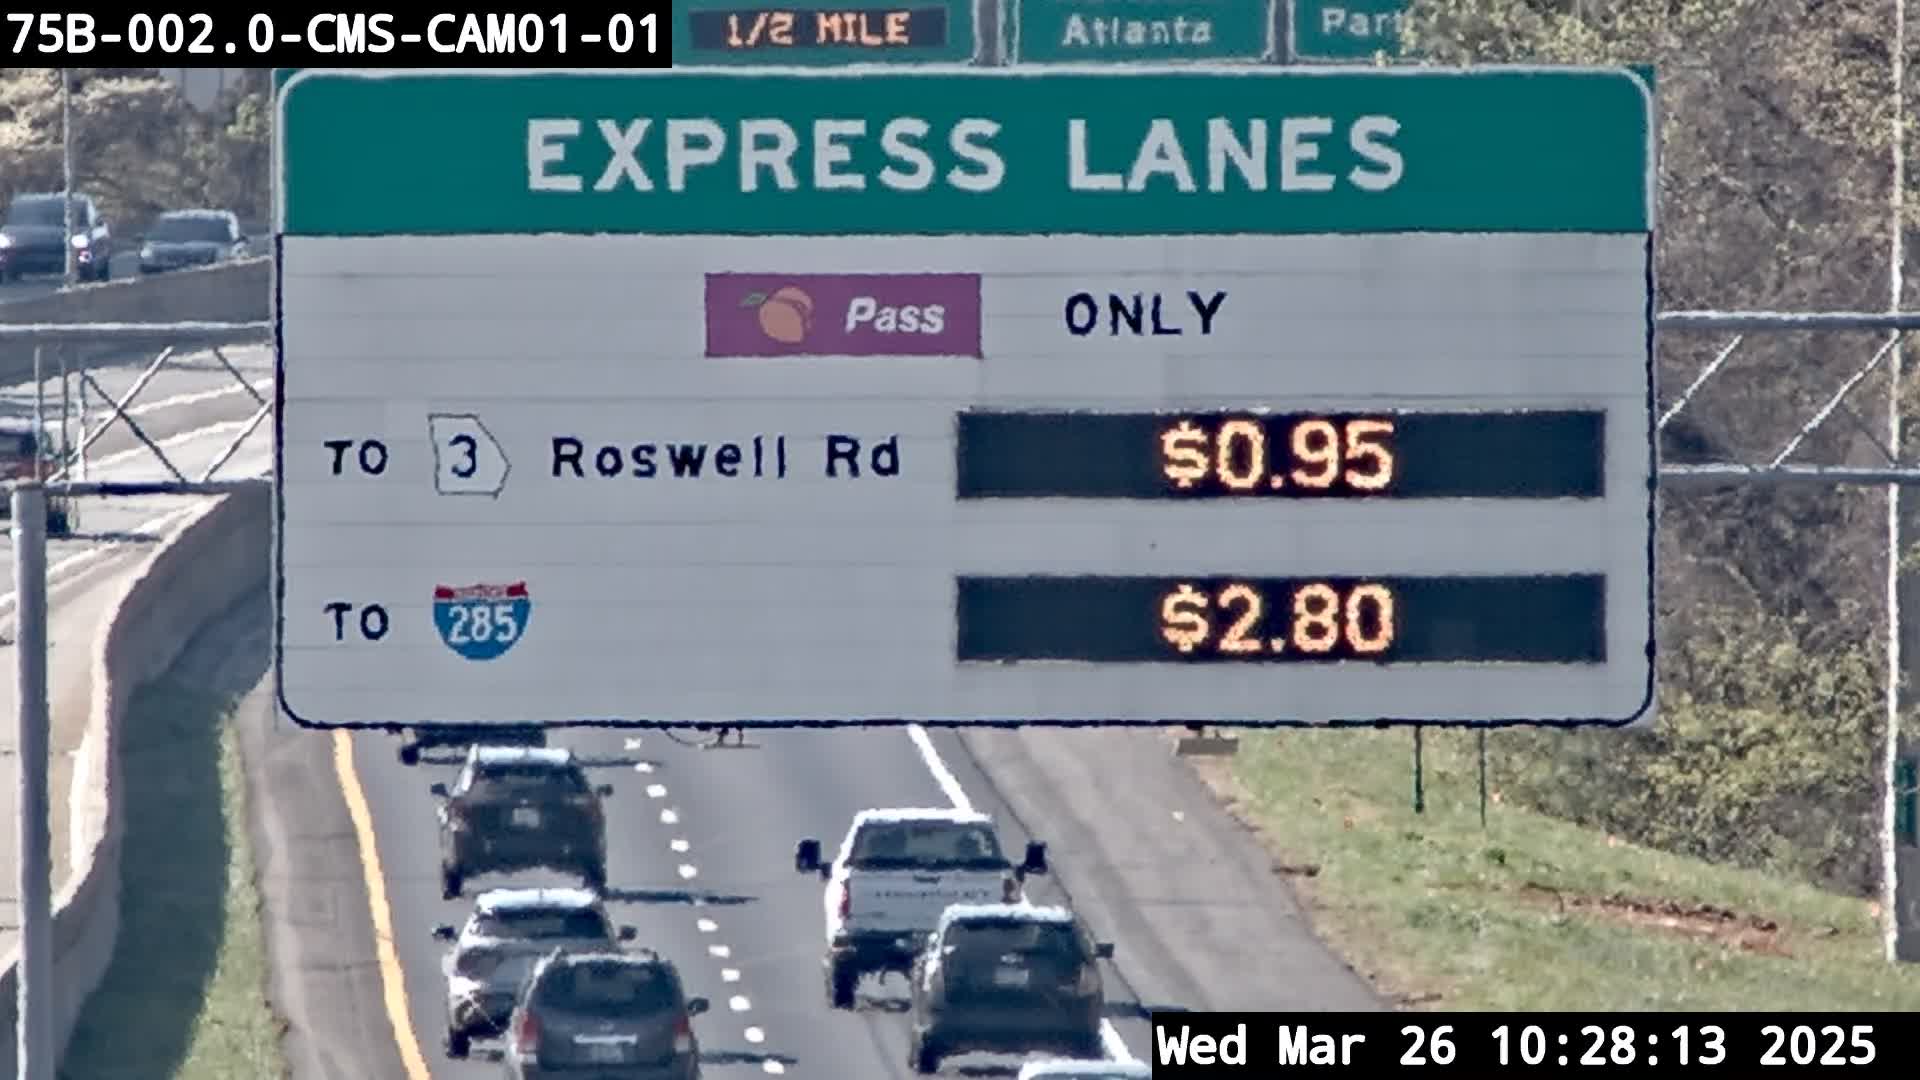 75B-002.0-CMS-CAM01-01
1/2 MILE
Atlanta
EXPRESS LANES
Pass ONLY
TO 3 Roswell Rd $0.95
TO 285 $2.80
Wed Mar 26 10:28:13 2025